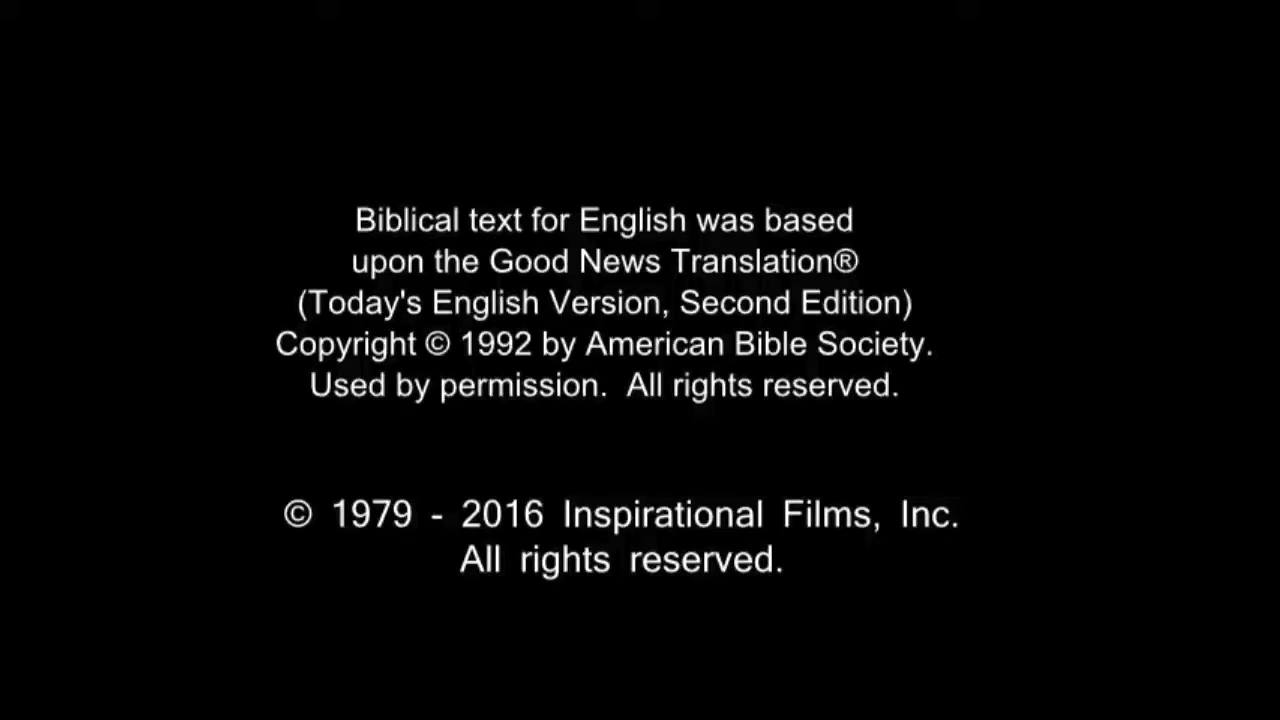 Biblical text for English was based
upon the Good News Translation®
(Today's English Version, Second Edition)
Copyright © 1992 by American Bible Society.
Used by permission.  All rights reserved.
© 1979 - 2016 Inspirational Films, Inc.
All rights reserved.